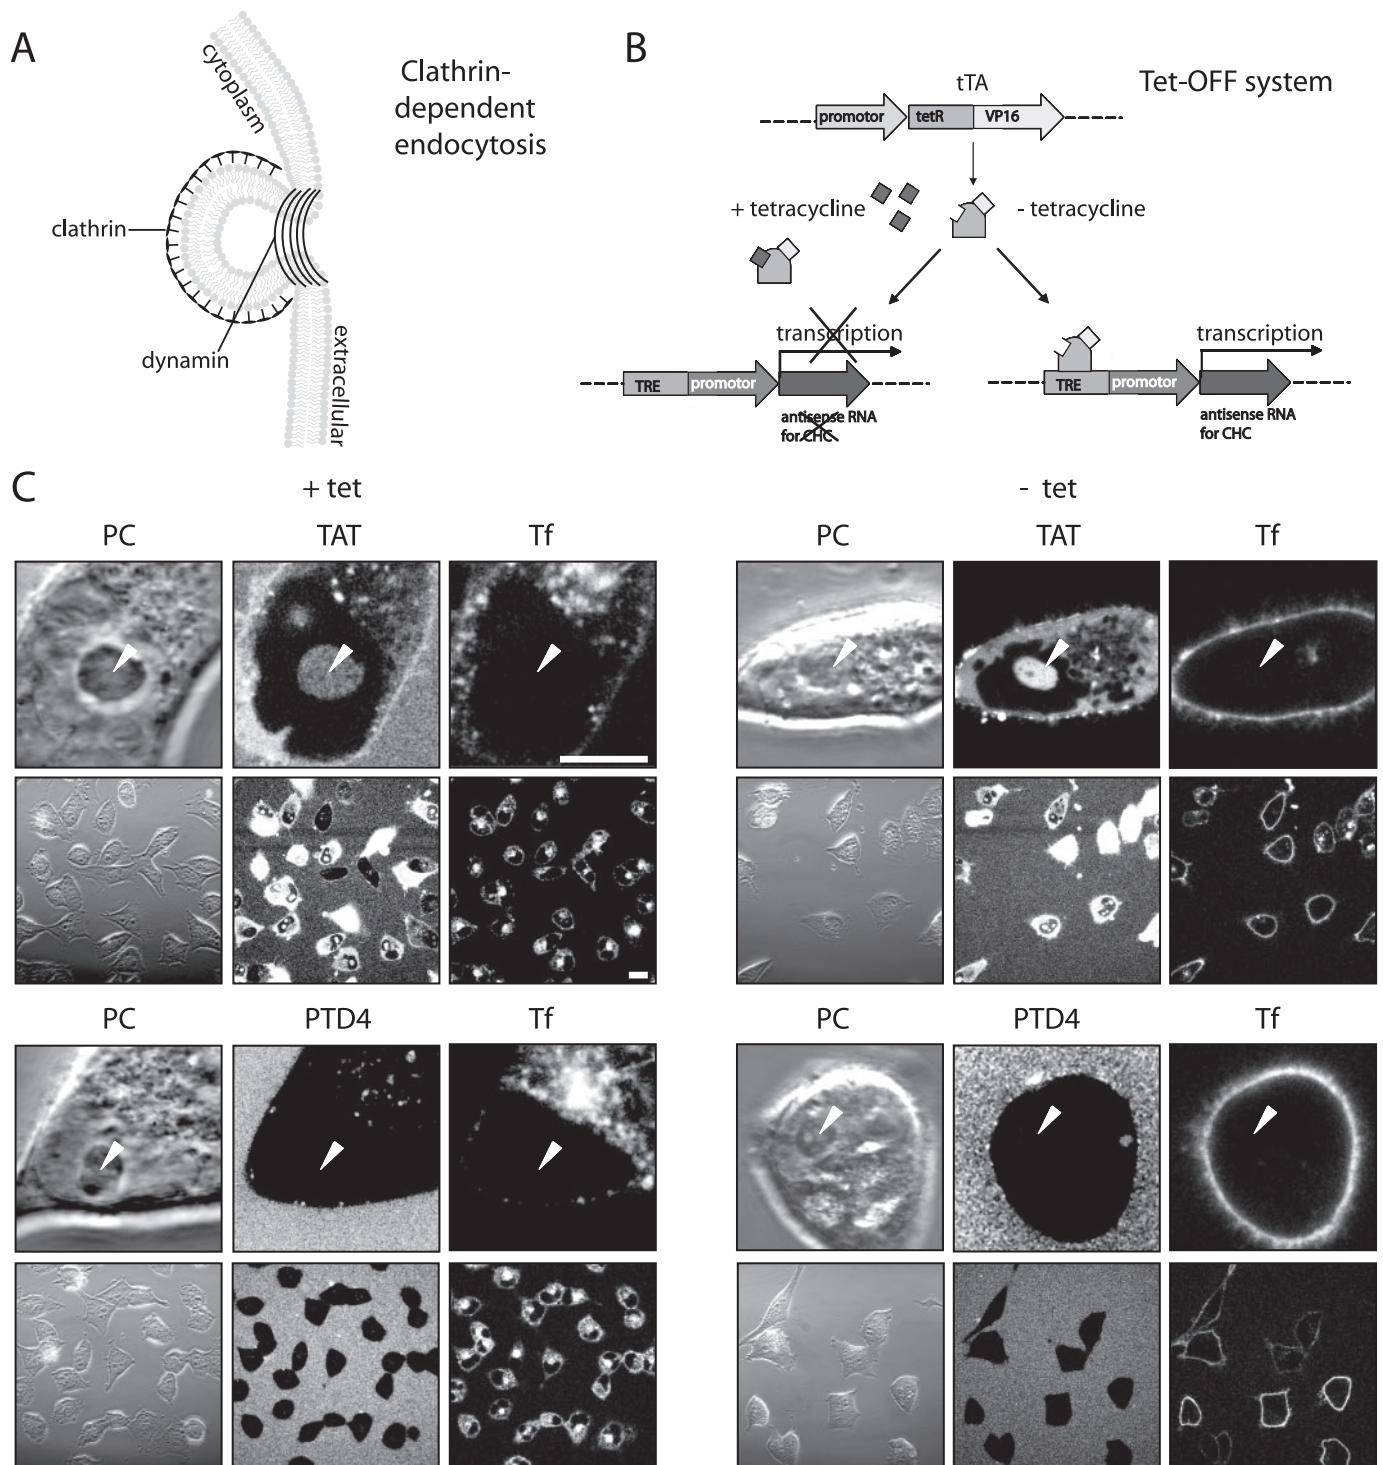 A
cytoplasm
Clathrin-
dependent
endocytosis
clathrin
dynamin
extracellular
B
tTA
Tet-OFF system
promotor
tetR
VP16
+ tetracycline
- tetracycline
transcription
TRE
promotor
antisense RNA
for CHC
transcription
TRE
promotor
antisense RNA
for CHC
C
+ tet
- tet
PC
TAT
Tf
PC
TAT
Tf
PC
PTD4
Tf
PC
PTD4
Tf